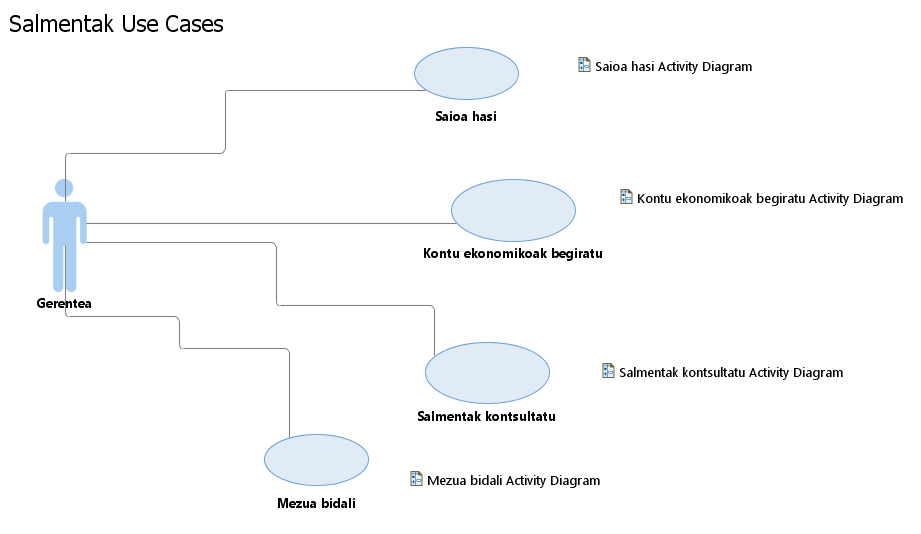 Salmentak Use Cases
Saioa hasi Activity Diagram
Saioa hasi
Kontu ekonomikoak begiratu Activity Diagram
Kontu ekonomikoak begiratu
Gerentea
Salmentak kontsultatu Activity Diagram
Salmentak kontsultatu
Mezua bidali Activity Diagram
Mezua bidali